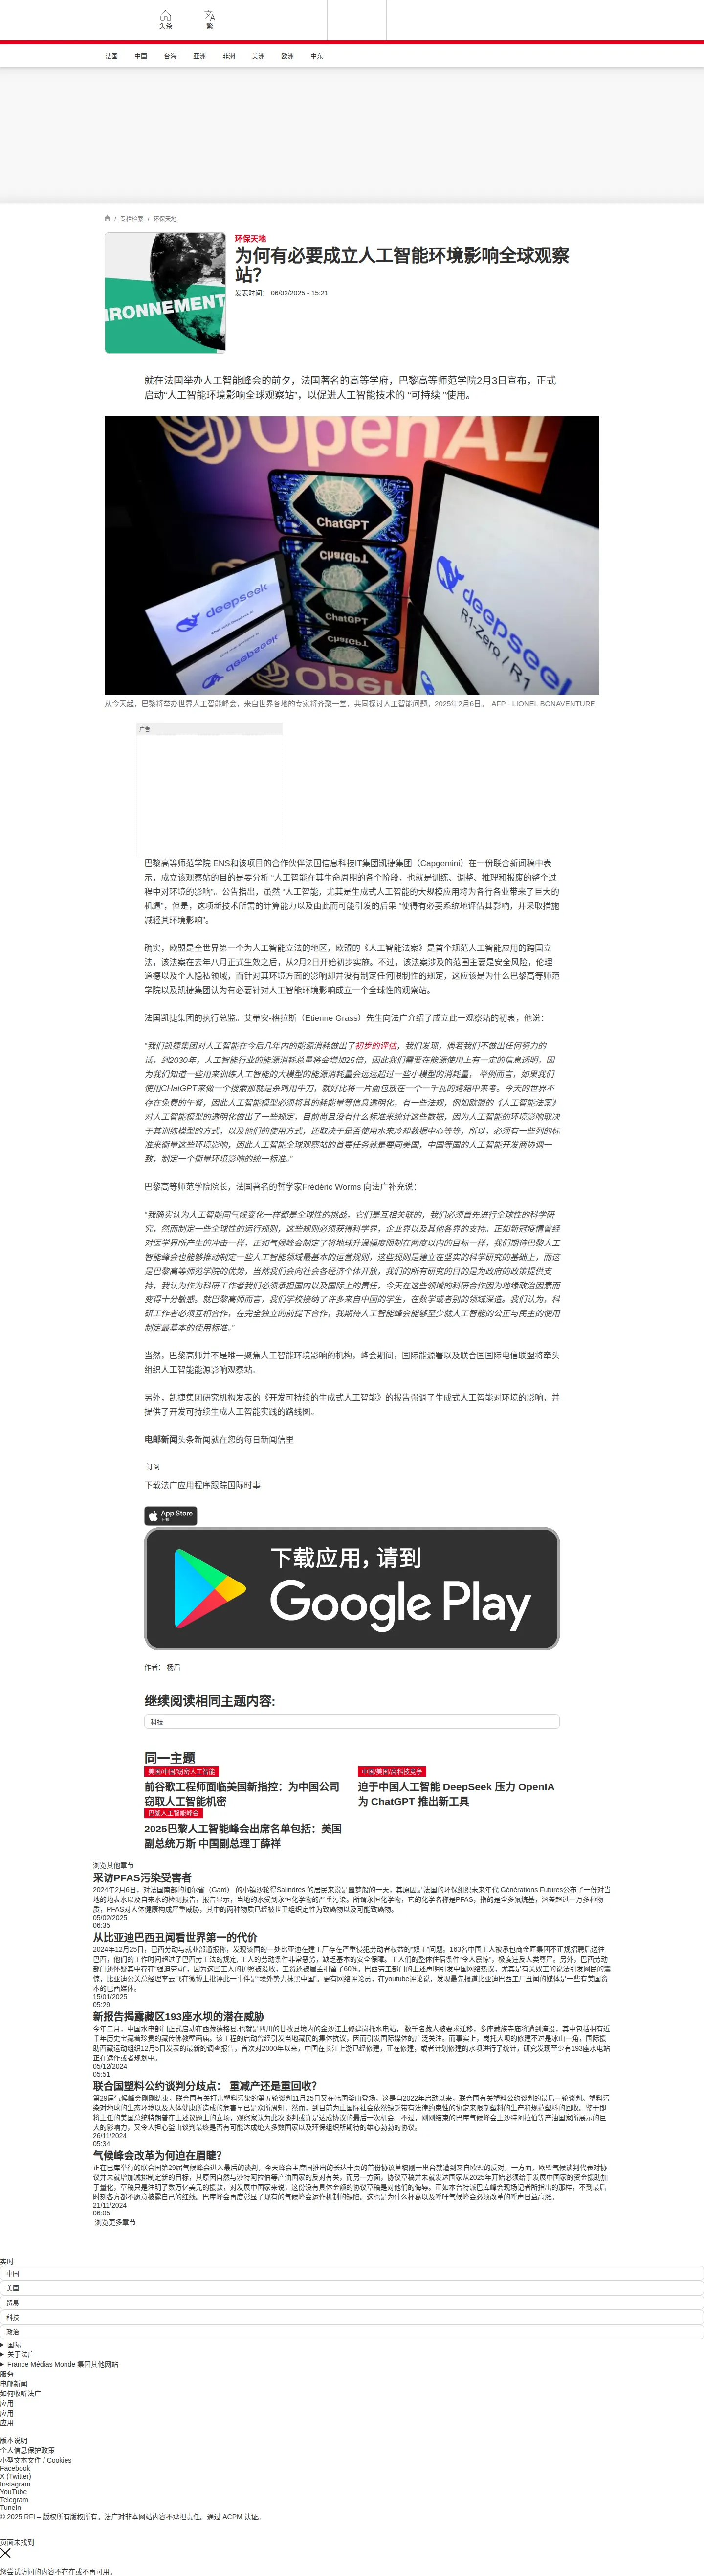 头条
繁
法国
中国
台海
亚洲
非洲
美洲
欧洲
中东
/ 专栏检索 / 环保天地
IRONNEMENT
环保天地
为何有必要成立人工智能环境影响全球观察
站？
发表时间： 06/02/2025 - 15:21
就在法国举办人工智能峰会的前夕，法国著名的高等学府，巴黎高等师范学院2月3日宣布，正式
启动“人工智能环境影响全球观察站”，以促进人工智能技术的 “可持续 ”使用。
OpenAI
ChatGPT
ChatGPT
deepseek
deepseek
R1-Zero / R1
从今天起，巴黎将举办世界人工智能峰会，来自世界各地的专家将齐聚一堂，共同探讨人工智能问题。2025年2月6日。 AFP - LIONEL BONAVENTURE
广告
巴黎高等师范学院 ENS和该项目的合作伙伴法国信息科技IT集团凯捷集团（Capgemini）在一份联合新闻稿中表
示，成立该观察站的目的是要分析 “人工智能在其生命周期的各个阶段，也就是训练、调整、推理和报废的整个过
程中对环境的影响”。公告指出，虽然 “人工智能，尤其是生成式人工智能的大规模应用将为各行各业带来了巨大的
机遇”，但是，这项新技术所需的计算能力以及由此而可能引发的后果 “使得有必要系统地评估其影响，并采取措施
减轻其环境影响”。
确实，欧盟是全世界第一个为人工智能立法的地区，欧盟的《人工智能法案》是首个规范人工智能应用的跨国立
法，该法案在去年八月正式生效之后，从2月2日开始初步实施。不过，该法案涉及的范围主要是安全风险，伦理
道德以及个人隐私领域，而针对其环境方面的影响却并没有制定任何限制性的规定，这应该是为什么巴黎高等师范
学院以及凯捷集团认为有必要针对人工智能环境影响成立一个全球性的观察站。
法国凯捷集团的执行总监。艾蒂安-格拉斯（Etienne Grass）先生向法广介绍了成立此一观察站的初衷，他说：
“我们凯捷集团对人工智能在今后几年内的能源消耗做出了初步的评估，我们发现，倘若我们不做出任何努力的
话，到2030年，人工智能行业的能源消耗总量将会增加25倍，因此我们需要在能源使用上有一定的信息透明，因
为我们知道一些用来训练人工智能的大模型的能源消耗量会远远超过一些小模型的消耗量， 举例而言，如果我们
使用CHatGPT来做一个搜索那就是杀鸡用牛刀，就好比将一片面包放在一个一千瓦的烤箱中来考。今天的世界不
存在免费的午餐，因此人工智能模型必须将其的耗能量等信息透明化，有一些法规，例如欧盟的《人工智能法案》
对人工智能模型的透明化做出了一些规定，目前尚且没有什么标准来统计这些数据，因为人工智能的环境影响取决
于其训练模型的方式，以及他们的使用方式，还取决于是否使用水来冷却数据中心等等，所以，必须有一些列的标
准来衡量这些环境影响，因此人工智能全球观察站的首要任务就是要同美国，中国等国的人工智能开发商协调一
致，制定一个衡量环境影响的统一标准。”
巴黎高等师范学院院长，法国著名的哲学家Frédéric Worms 向法广补充说：
“我确实认为人工智能同气候变化一样都是全球性的挑战，它们是互相关联的，我们必须首先进行全球性的科学研
究，然而制定一些全球性的运行规则，这些规则必须获得科学界，企业界以及其他各界的支持。正如新冠疫情曾经
对医学界所产生的冲击一样，正如气候峰会制定了将地球升温幅度限制在两度以内的目标一样，我们期待巴黎人工
智能峰会也能够推动制定一些人工智能领域最基本的运营规则，这些规则是建立在坚实的科学研究的基础上，而这
是巴黎高等师范学院的优势，当然我们会向社会各经济个体开放，我们的所有研究的目的是为政府的政策提供支
持，我认为作为科研工作者我们必须承担国内以及国际上的责任，今天在这些领域的科研合作因为地缘政治因素而
变得十分敏感。就巴黎高师而言，我们学校接纳了许多来自中国的学生，在数学或者别的领域深造。我们认为，科
研工作者必须互相合作，在完全独立的前提下合作，我期待人工智能峰会能够至少就人工智能的公正与民主的使用
制定最基本的使用标准。”
当然，巴黎高师并不是唯一聚焦人工智能环境影响的机构，峰会期间，国际能源署以及联合国国际电信联盟将牵头
组织人工智能能源影响观察站。
另外，凯捷集团研究机构发表的《开发可持续的生成式人工智能》的报告强调了生成式人工智能对环境的影响，并
提供了开发可持续生成人工智能实践的路线图。
电邮新闻头条新闻就在您的每日新闻信里
订阅
下载法广应用程序跟踪国际时事
App Store
下载
下载应用，请到
Google Play
作者： 杨眉
继续阅读相同主题内容:
科技
同一主题
美国/中国/窃密人工智能
前谷歌工程师面临美国新指控：为中国公司
窃取人工智能机密
中国/美国/高科技竞争
迫于中国人工智能 DeepSeek 压力 OpenIA
为 ChatGPT 推出新工具
巴黎人工智能峰会
2025巴黎人工智能峰会出席名单包括：美国
副总统万斯 中国副总理丁薛祥
浏览其他章节
采访PFAS污染受害者
2024年2月6日，对法国南部的加尔省（Gard） 的小镇沙轮得Salindres 的居民来说是噩梦般的一天，其原因是法国的环保组织未来年代 Générations Futures公布了一份对当
地的地表水以及自来水的检测报告，报告显示，当地的水受到永恒化学物的严重污染。所谓永恒化学物，它的化学名称是PFAS，指的是全多氟烷基，涵盖超过一万多种物
质，PFAS对人体健康构成严重威胁，其中的两种物质已经被世卫组织定性为致癌物以及可能致癌物。
05/02/2025
06:35
从比亚迪巴西丑闻看世界第一的代价
2024年12月25日，巴西劳动与就业部通报称，发现该国的一处比亚迪在建工厂存在严重侵犯劳动者权益的“奴工”问题。163名中国工人被承包商金匠集团不正规招聘后送往
巴西，他们的工作时间超过了巴西劳工法的规定, 工人的劳动条件非常恶劣，缺乏基本的安全保障。工人们的整体住宿条件“令人震惊”，极度违反人类尊严。另外，巴西劳动
部门还怀疑其中存在“强迫劳动”，因为这些工人的护照被没收，工资还被雇主扣留了60%。巴西劳工部门的上述声明引发中国网络热议，尤其是有关奴工的说法引发网民的震
惊，比亚迪公关总经理李云飞在微博上批评此一事件是“境外势力抹黑中国”。更有网络评论员，在youtube评论说，发现最先报道比亚迪巴西工厂丑闻的媒体是一些有美国资
本的巴西媒体。
15/01/2025
05:29
新报告揭露藏区193座水坝的潜在威胁
今年二月，中国水电部门正式启动在西藏德格县,也就是四川的甘孜县境内的金沙江上修建岗托水电站， 数千名藏人被要求迁移，多座藏族寺庙将遭到淹没，其中包括拥有近
千年历史宝藏着珍贵的藏传佛教壁画庙。该工程的启动曾经引发当地藏民的集体抗议，因而引发国际媒体的广泛关注。而事实上，岗托大坝的修建不过是冰山一角，国际援
助西藏运动组织12月5日发表的最新的调查报告，首次对2000年以来，中国在长江上游已经修建，正在修建，或者计划修建的水坝进行了统计，研究发现至少有193座水电站
正在运作或者规划中。
05/12/2024
05:51
联合国塑料公约谈判分歧点： 重减产还是重回收？
第29届气候峰会刚刚结束，联合国有关打击塑料污染的第五轮谈判11月25日又在韩国釜山登场，这是自2022年启动以来，联合国有关塑料公约谈判的最后一轮谈判。塑料污
染对地球的生态环境以及人体健康所造成的危害早已是众所周知，然而，到目前为止国际社会依然缺乏带有法律约束性的协定来限制塑料的生产和规范塑料的回收。鉴于即
将上任的美国总统特朗普在上述议题上的立场，观察家认为此次谈判或许是达成协议的最后一次机会。不过，刚刚结束的巴库气候峰会上沙特阿拉伯等产油国家所展示的巨
大的影响力，又令人担心釜山谈判最终是否有可能达成绝大多数国家以及环保组织所期待的雄心勃勃的协议。
26/11/2024
05:34
气候峰会改革为何迫在眉睫？
正在巴库举行的联合国第29届气候峰会进入最后的谈判，今天峰会主席国推出的长达十页的首份协议草稿刚一出台就遭到来自欧盟的反对，一方面，欧盟气候谈判代表对协
议并未就增加减排制定新的目标，其原因自然与沙特阿拉伯等产油国家的反对有关，而另一方面，协议草稿并未就发达国家从2025年开始必须给于发展中国家的资金援助加
于量化，草稿只是注明了数万亿美元的援款，对发展中国家来说，这份没有具体金额的协议草稿是对他们的侮辱。正如本台特派巴库峰会现场记者所指出的那样，不到最后
时刻各方都不愿意披露自己的红线。巴库峰会再度彰显了现有的气候峰会运作机制的缺陷。这也是为什么杯葛以及呼吁气候峰会必须改革的呼声日益高涨。
21/11/2024
06:05
浏览更多章节
实时
中国
美国
贸易
科技
政治
国际
关于法广
France Médias Monde 集团其他网站
服务
电邮新闻
如何收听法广
应用
应用
应用
版本说明
个人信息保护政策
小型文本文件 / Cookies
Facebook
X (Twitter)
Instagram
YouTube
Telegram
TuneIn
© 2025 RFI – 版权所有版权所有。法广对非本网站内容不承担责任。通过 ACPM 认证。
页面未找到
您尝试访问的内容不存在或不再可用。